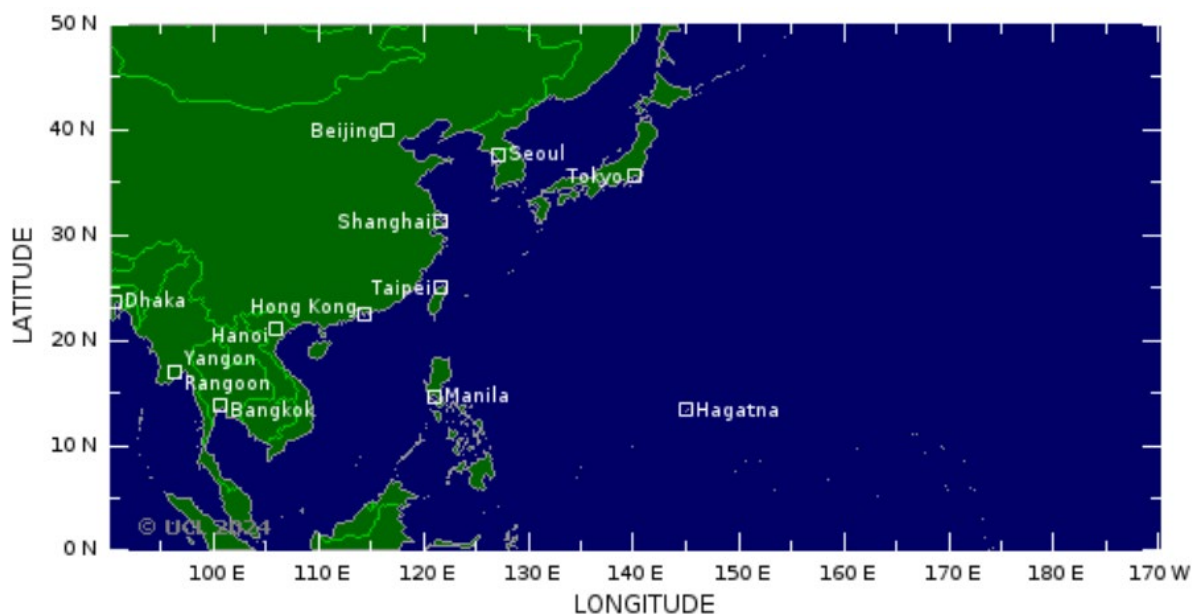 50 N
40 N
30 N
20 N
10 N
0 N
LATITUDE
Beijing
Seoul
Tokyo
Shanghai
Taipei
Dhaka
Hong Kong
Hanoi
Yangon
Rangoon
Bangkok
Manila
Hagatna
© UCL 2024
100 E
110 E
120 E
130 E
140 E
150 E
160 E
170 E
180 E
170 W
LONGITUDE